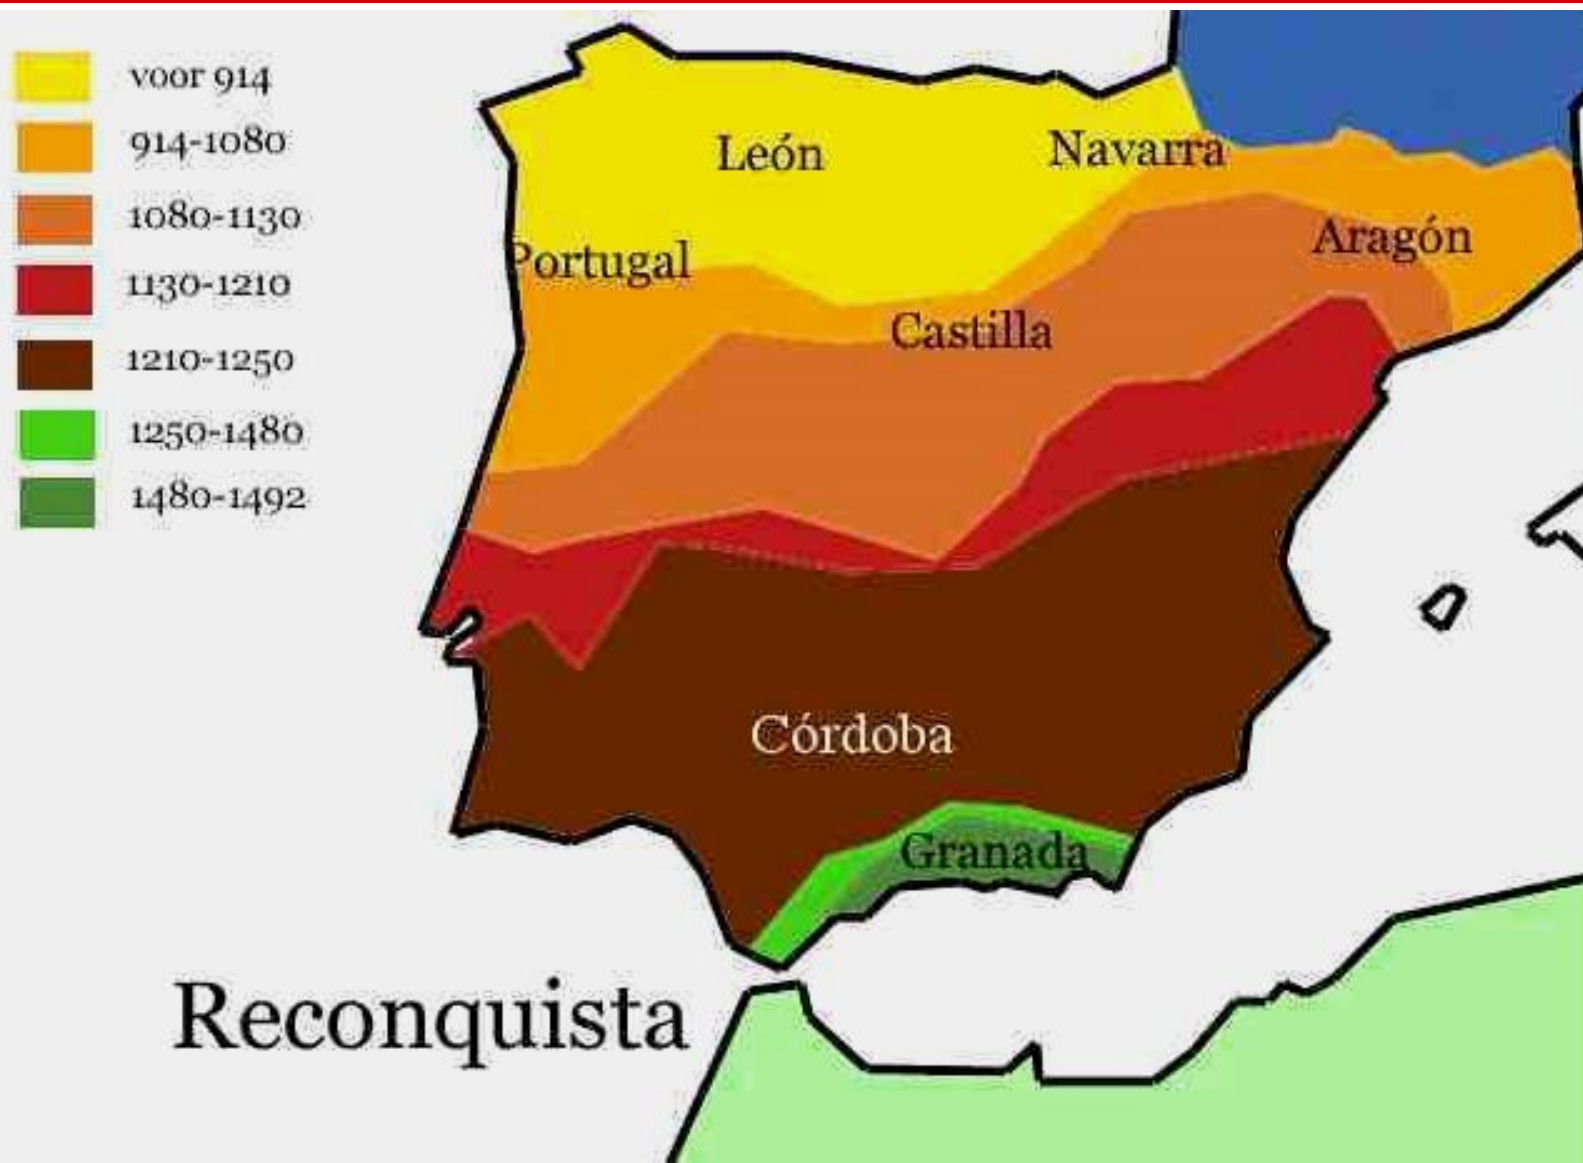 voor 914
914-1080
1080-1130
1130-1210
1210-1250
1250-1480
1480-1492
León
Navarra
Portugal
Aragón
Castilla
Córdoba
Granada
Reconquista